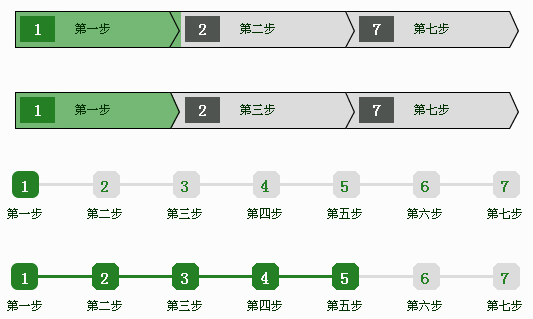 1 第一步 2 第二步 7 第七步
1 第一步 2 第三步 7 第七步
1 2 3 4 5 6 7
第一步 第二步 第三步 第四步 第五步 第六步 第七步
1 2 3 4 5 6 7
第一步 第二步 第三步 第四步 第五步 第六步 第七步